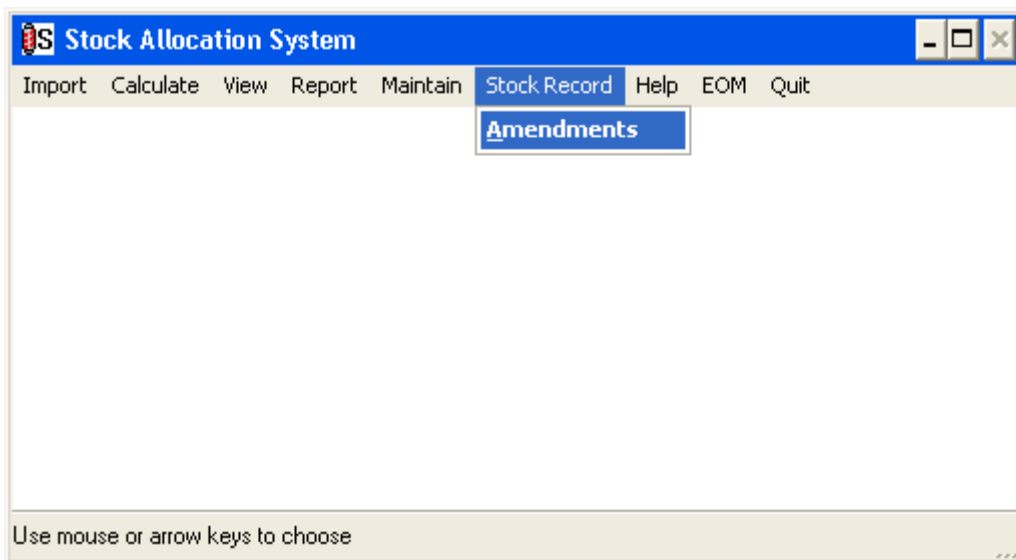 S Stock Allocation System
Import Calculate View Report Maintain Stock Record Help EOM Quit
Amendments
Use mouse or arrow keys to choose